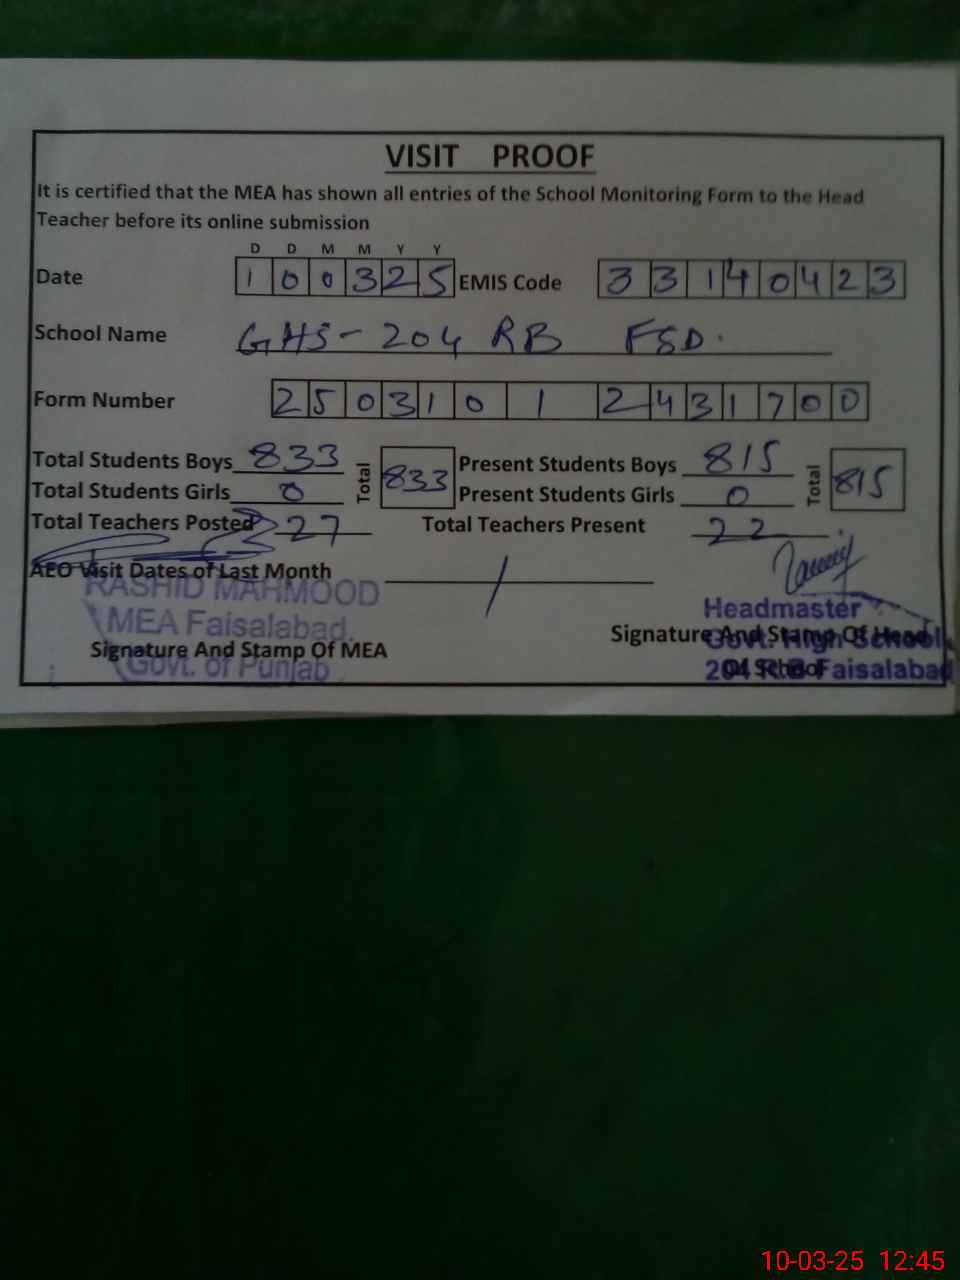 VISIT PROOF
It is certified that the MEA has shown all entries of the School Monitoring Form to the Head
Teacher before its online submission
D D M M Y Y
Date 1 0 0 3 2 5 EMIS Code 3 3 1 4 0 4 2 3
School Name GHS - 204 RB FSD.
Form Number 2 5 0 3 1 0 1 2 4 3 1 7 0 0
Total Students Boys 833 Total 833 Present Students Boys 815 Total 815
Total Students Girls 0 Present Students Girls 0
Total Teachers Posted 27 Total Teachers Present 22
AEO Visit Dates of Last Month /
RASHID MAHMOOD
MEA Faisalabad.
Govt. of Punjab
Signature And Stamp Of MEA
Headmaster
Govt. High School
204 R.B Faisalabad
Signature And Stamp Of Head
Of School
10-03-25 12:45